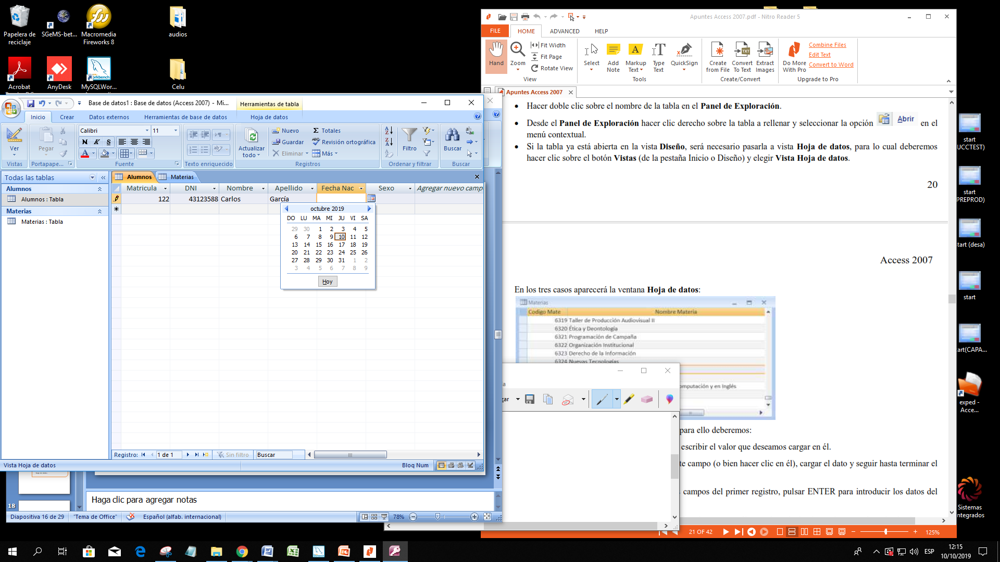 Papelera de reciclaje
SGeMS-bet...
Macromedia Fireworks 8
audios
Acrobat
AnyDesk
MySQLWor...
Celu
Apuntes Access 2007.pdf - Nitro Reader 5
FILE HOME ADVANCED HELP
Hand Zoom
Fit Width
Fit Page
Rotate View
View
Select Add Note Markup Text Type Text QuickSign
Tools
Create from File Convert To Text Extract Images
Create/Convert
Do More With Pro
Combine Files
Edit Text
Convert to Word
Upgrade to Pro
Apuntes Access 2007
• Hacer doble clic sobre el nombre de la tabla en el Panel de Exploración.
• Desde el Panel de Exploración hacer clic derecho sobre la tabla a rellenar y seleccionar la opción Abrir en el
menú contextual.
• Si la tabla ya está abierta en la vista Diseño, será necesario pasarla a vista Hoja de datos, para lo cual deberemos
hacer clic sobre el botón Vistas (de la pestaña Inicio o Diseño) y elegir Vista Hoja de datos.
20
Access 2007
En los tres casos aparecerá la ventana Hoja de datos:
Materias
Codigo Mate Nombre Materia
6319 Taller de Producción Audiovisual II
6320 Ética y Deontología
6321 Programación de Campaña
6322 Organización Institucional
6323 Derecho de la Información
6324 Nuevas Tecnologías
omputación y en Inglés
para ello deberemos:
escribir el valor que deseamos cargar en él.
te campo (o bien hacer clic en él), cargar el dato y seguir hasta terminar el
campos del primer registro, pulsar ENTER para introducir los datos del
21 OF 42
125%
Base de datos1 : Base de datos (Access 2007) - Mi...
Herramientas de tabla
Inicio Crear Datos externos Herramientas de base de datos Hoja de datos
Ver
Vistas
Pegar
Portapape...
Calibri 11
N K S
A
Fuente
Texto enriquecido
Actualizar todo
Nuevo
Guardar
Eliminar
Totales
Revisión ortográfica
Más
Registros
Filtro
Ordenar y filtrar
Buscar
Buscar
Todas las tablas
Alumnos
Alumnos : Tabla
Materias
Materias : Tabla
Alumnos Materias
Matricula DNI Nombre Apellido Fecha Nac Sexo Agregar nuevo camp
122 43123588 Carlos García
octubre 2019
DO LU MA MI JU VI SA
29 30 1 2 3 4 5
6 7 8 9 10 11 12
13 14 15 16 17 18 19
20 21 22 23 24 25 26
27 28 29 30 31 1 2
3 4 5 6 7 8 9
Hoy
Registro: 1 de 1 Sin filtro Buscar
Vista Hoja de datos
Bloq Num
18
Haga clic para agregar notas
Diapositiva 16 de 29 "Tema de Office" Español (alfab. internacional) 78%
a
gar
start
UCCTEST)
start
PREPROD)
tart (desa)
start
art(CAPA...
exped - Acce...
Sistemas
ntegrados
ESP
12:15
10/10/2019